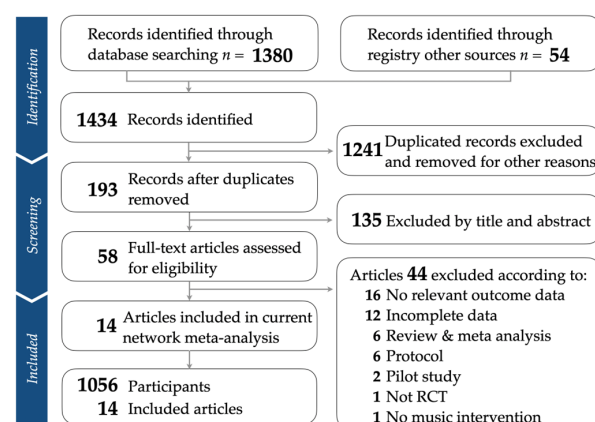 Identification
Records identified through
database searching n = 1380
Records identified through
registry other sources n = 54
1434 Records identified
1241 Duplicated records excluded
and removed for other reasons
Screening
193 Records after duplicates
removed
135 Excluded by title and abstract
58 Full-text articles assessed
for eligibility
Articles 44 excluded according to:
16 No relevant outcome data
12 Incomplete data
6 Review & meta analysis
6 Protocol
2 Pilot study
1 Not RCT
1 No music intervention
Included
14 Articles included in current
network meta-analysis
1056 Participants
14 Included articles